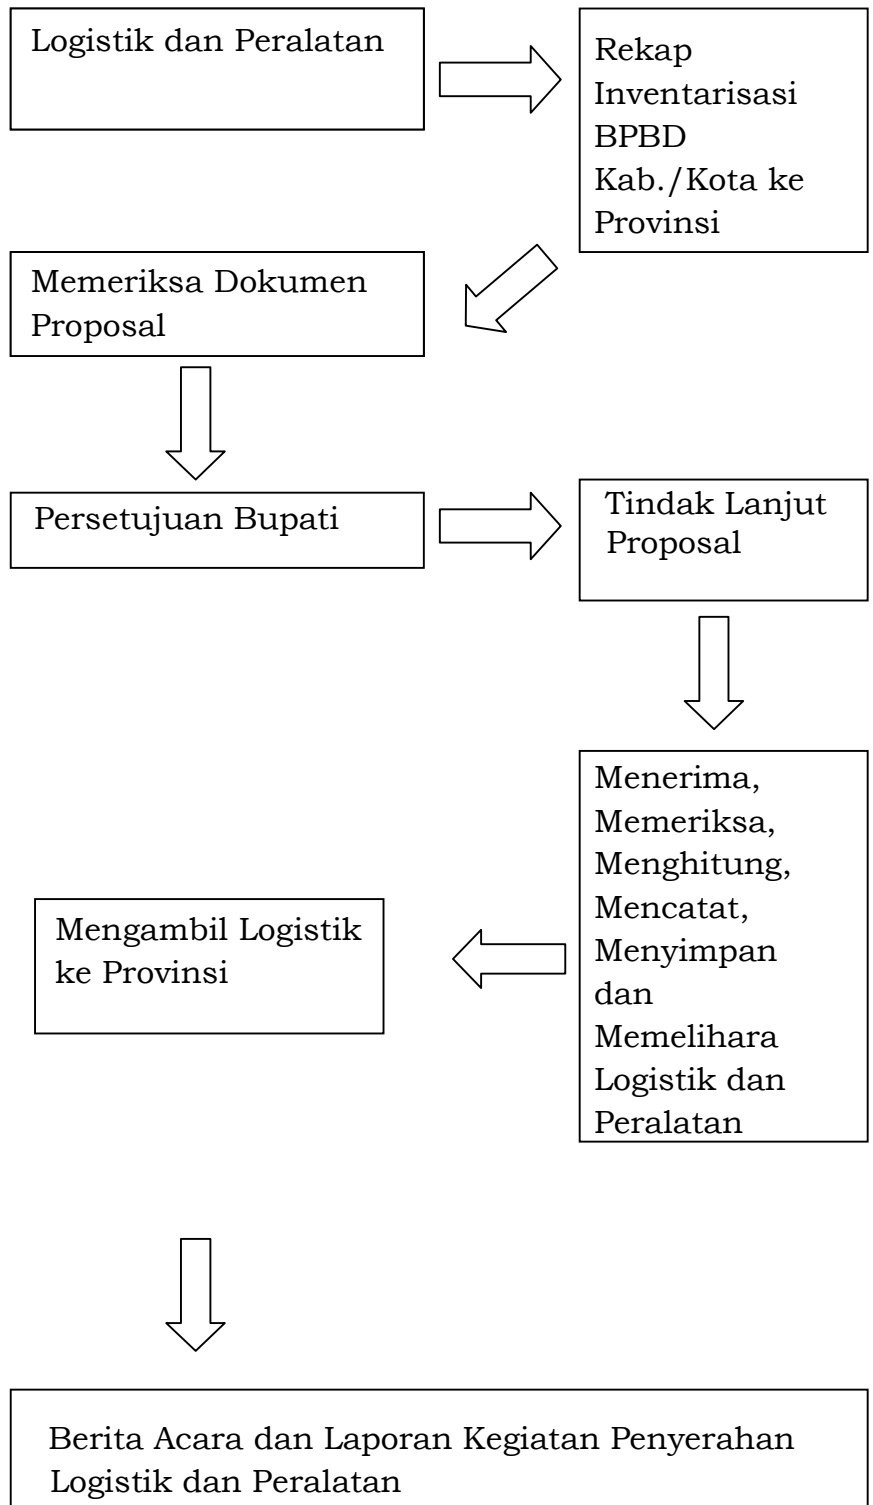 Logistik dan Peralatan
Rekap
Inventarisasi
BPBD
Kab./Kota ke
Provinsi
Memeriksa Dokumen
Proposal
Persetujuan Bupati
Tindak Lanjut
Proposal
Menerima,
Memeriksa,
Menghitung,
Mencatat,
Menyimpan
dan
Memelihara
Logistik dan
Peralatan
Mengambil Logistik
ke Provinsi
Berita Acara dan Laporan Kegiatan Penyerahan
Logistik dan Peralatan